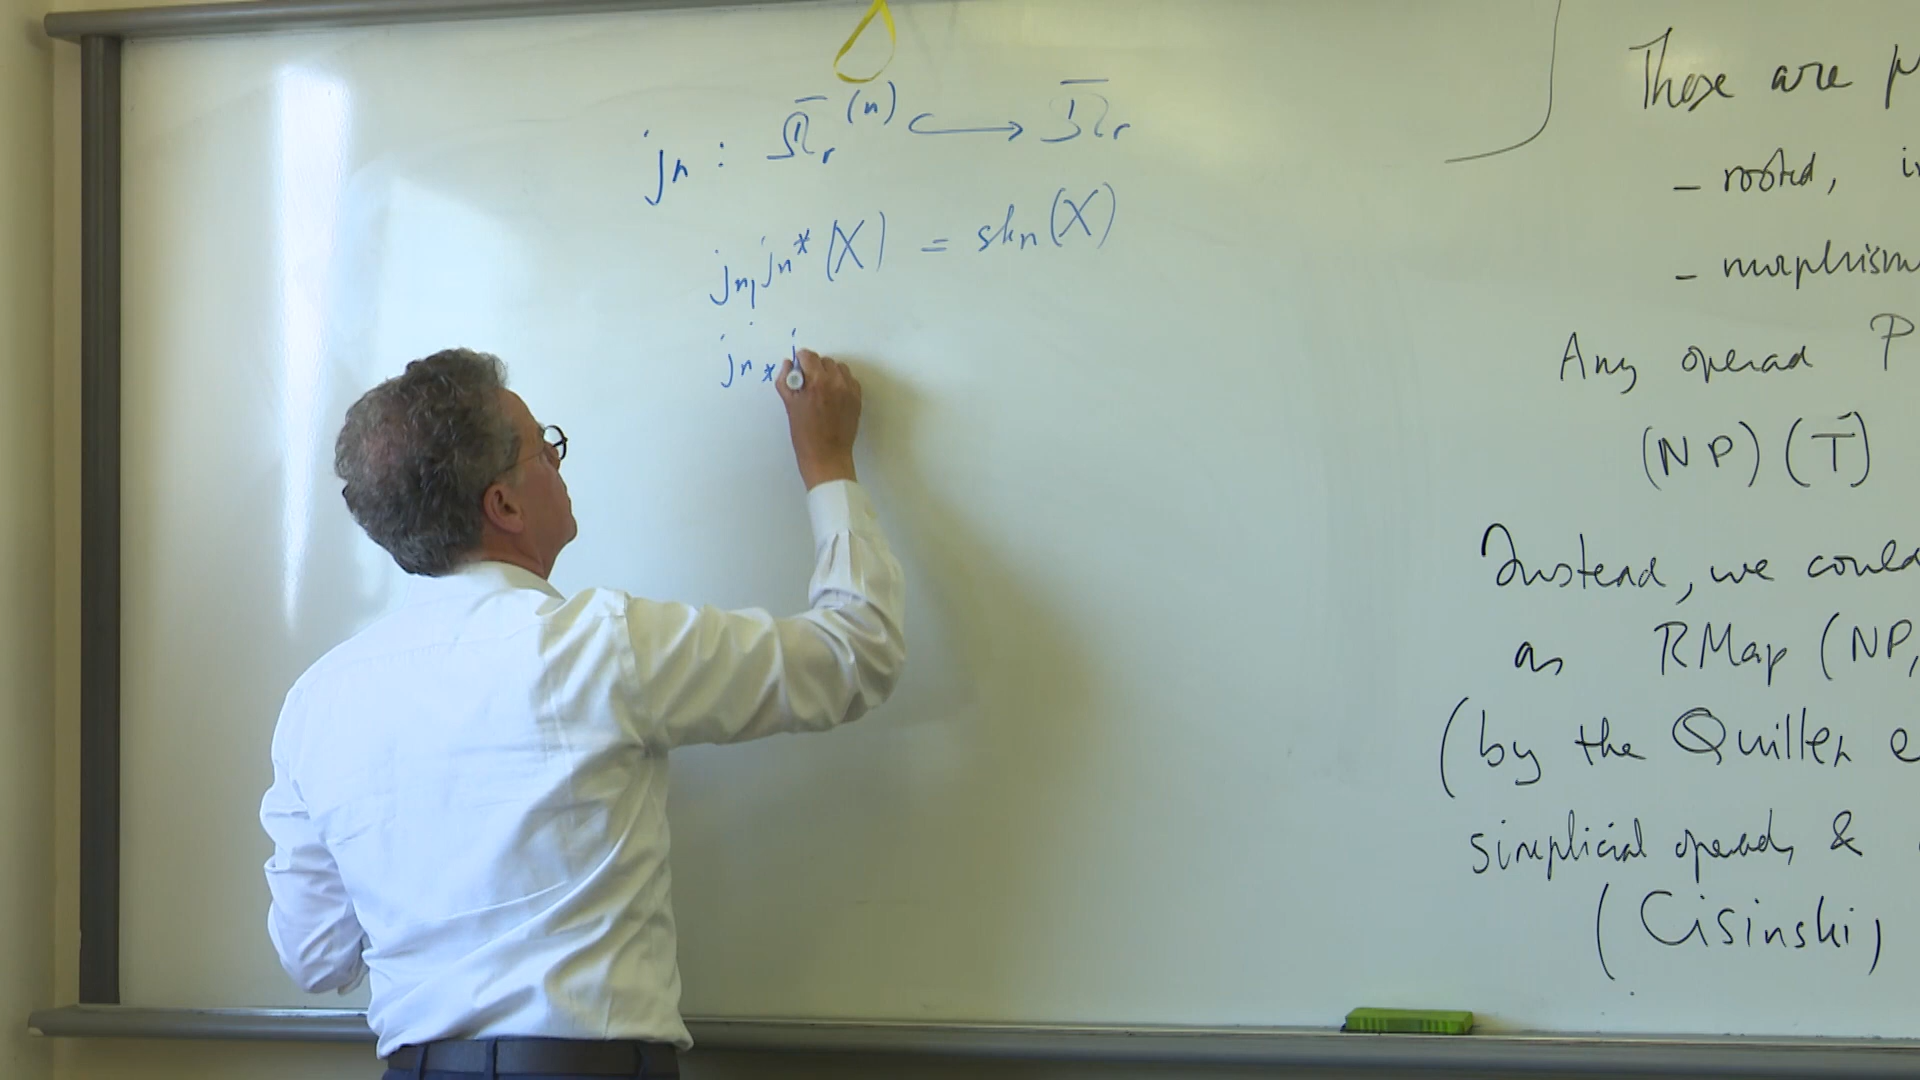 jₙ : Ω̄ᵣ⁽ⁿ⁾ ↪ Ω̄ᵣ
jₙ! jₙ*(X) = skₙ(X)
jₙ* j
These are
- rooted,
- morphism
Any operad P
(NP)(T̄)
Instead, we could
as RMap (NP,
(by the Quillen e
simplicial operads &
(Cisinski,